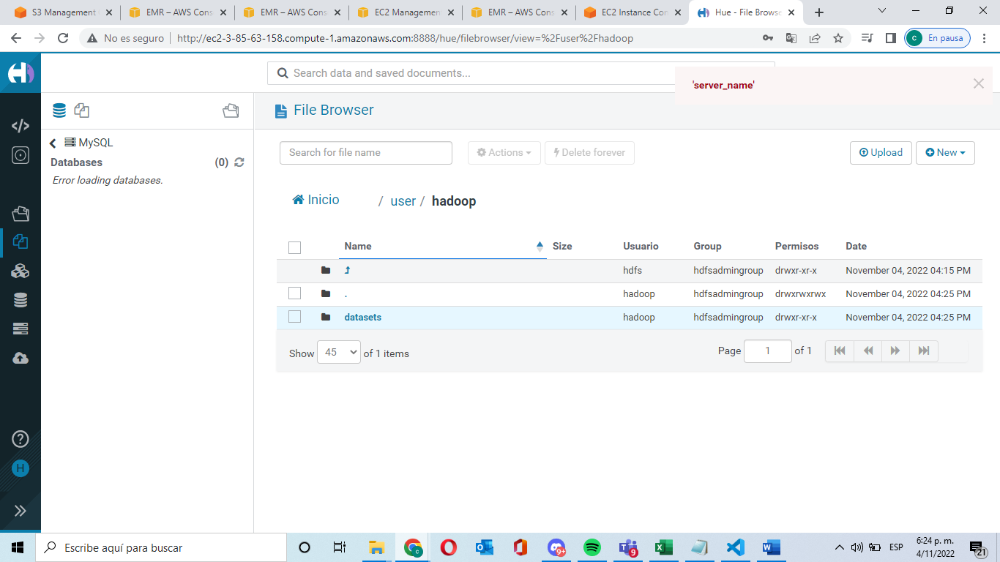 S3 Management
EMR – AWS Cons
EMR – AWS Cons
EC2 Managemen
EMR – AWS Cons
EC2 Instance Con
Hue - File Browse
No es seguro
http://ec2-3-85-63-158.compute-1.amazonaws.com:8888/hue/filebrowser/view=%2Fuser%2Fhadoop
c En pausa
Search data and saved documents...
'server_name'
File Browser
MySQL
Databases (0)
Error loading databases.
Search for file name
Actions
Delete forever
Upload
New
Inicio / user / hadoop
Name Size Usuario Group Permisos Date
hdfs hdfsadmingroup drwxr-xr-x November 04, 2022 04:15 PM
. hadoop hdfsadmingroup drwxrwxrwx November 04, 2022 04:25 PM
datasets hadoop hdfsadmingroup drwxr-xr-x November 04, 2022 04:25 PM
Show 45 of 1 items
Page 1 of 1
H
Escribe aquí para buscar
9+
9
ESP
6:24 p. m.
4/11/2022
21